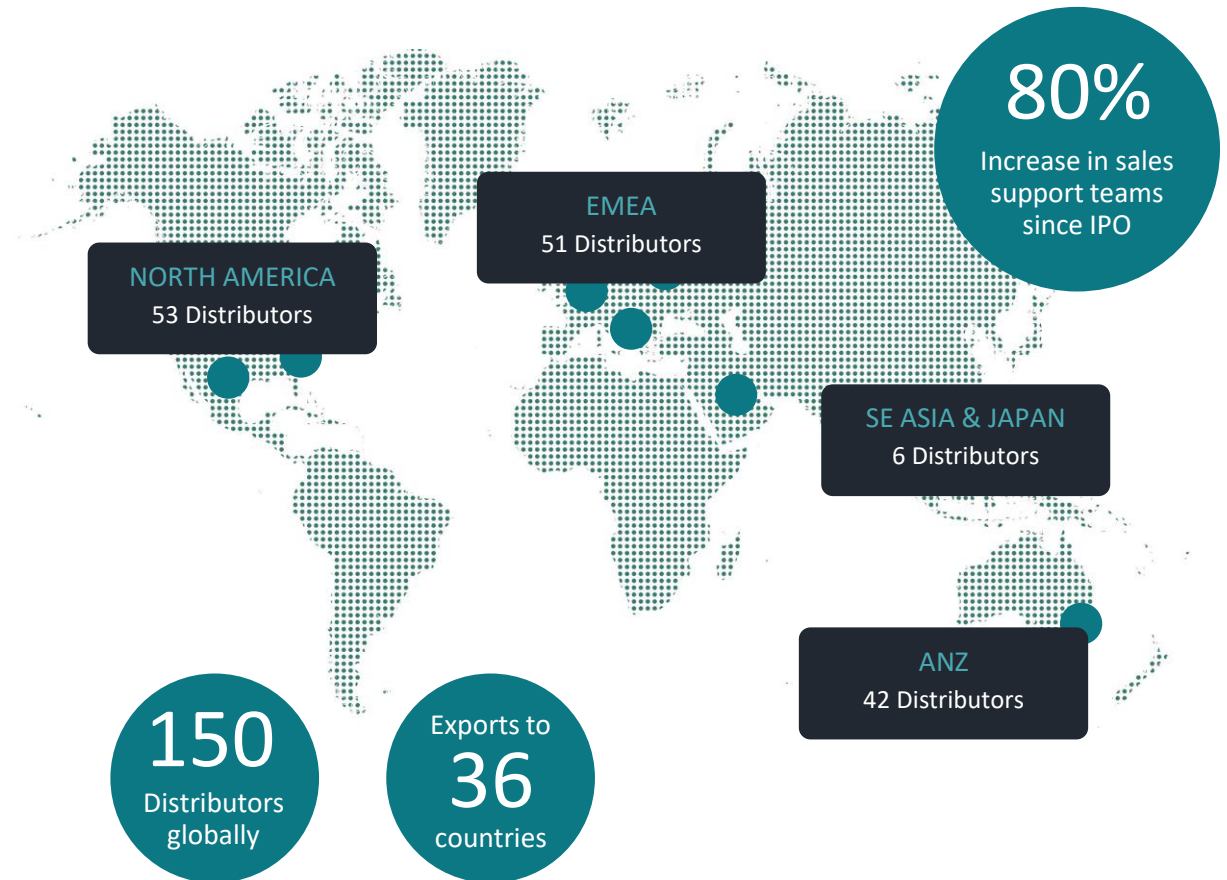 80%
Increase in sales
support teams
since IPO
EMEA
51 Distributors
NORTH AMERICA
53 Distributors
SE ASIA & JAPAN
6 Distributors
ANZ
42 Distributors
150
Distributors
globally
Exports to
36
countries